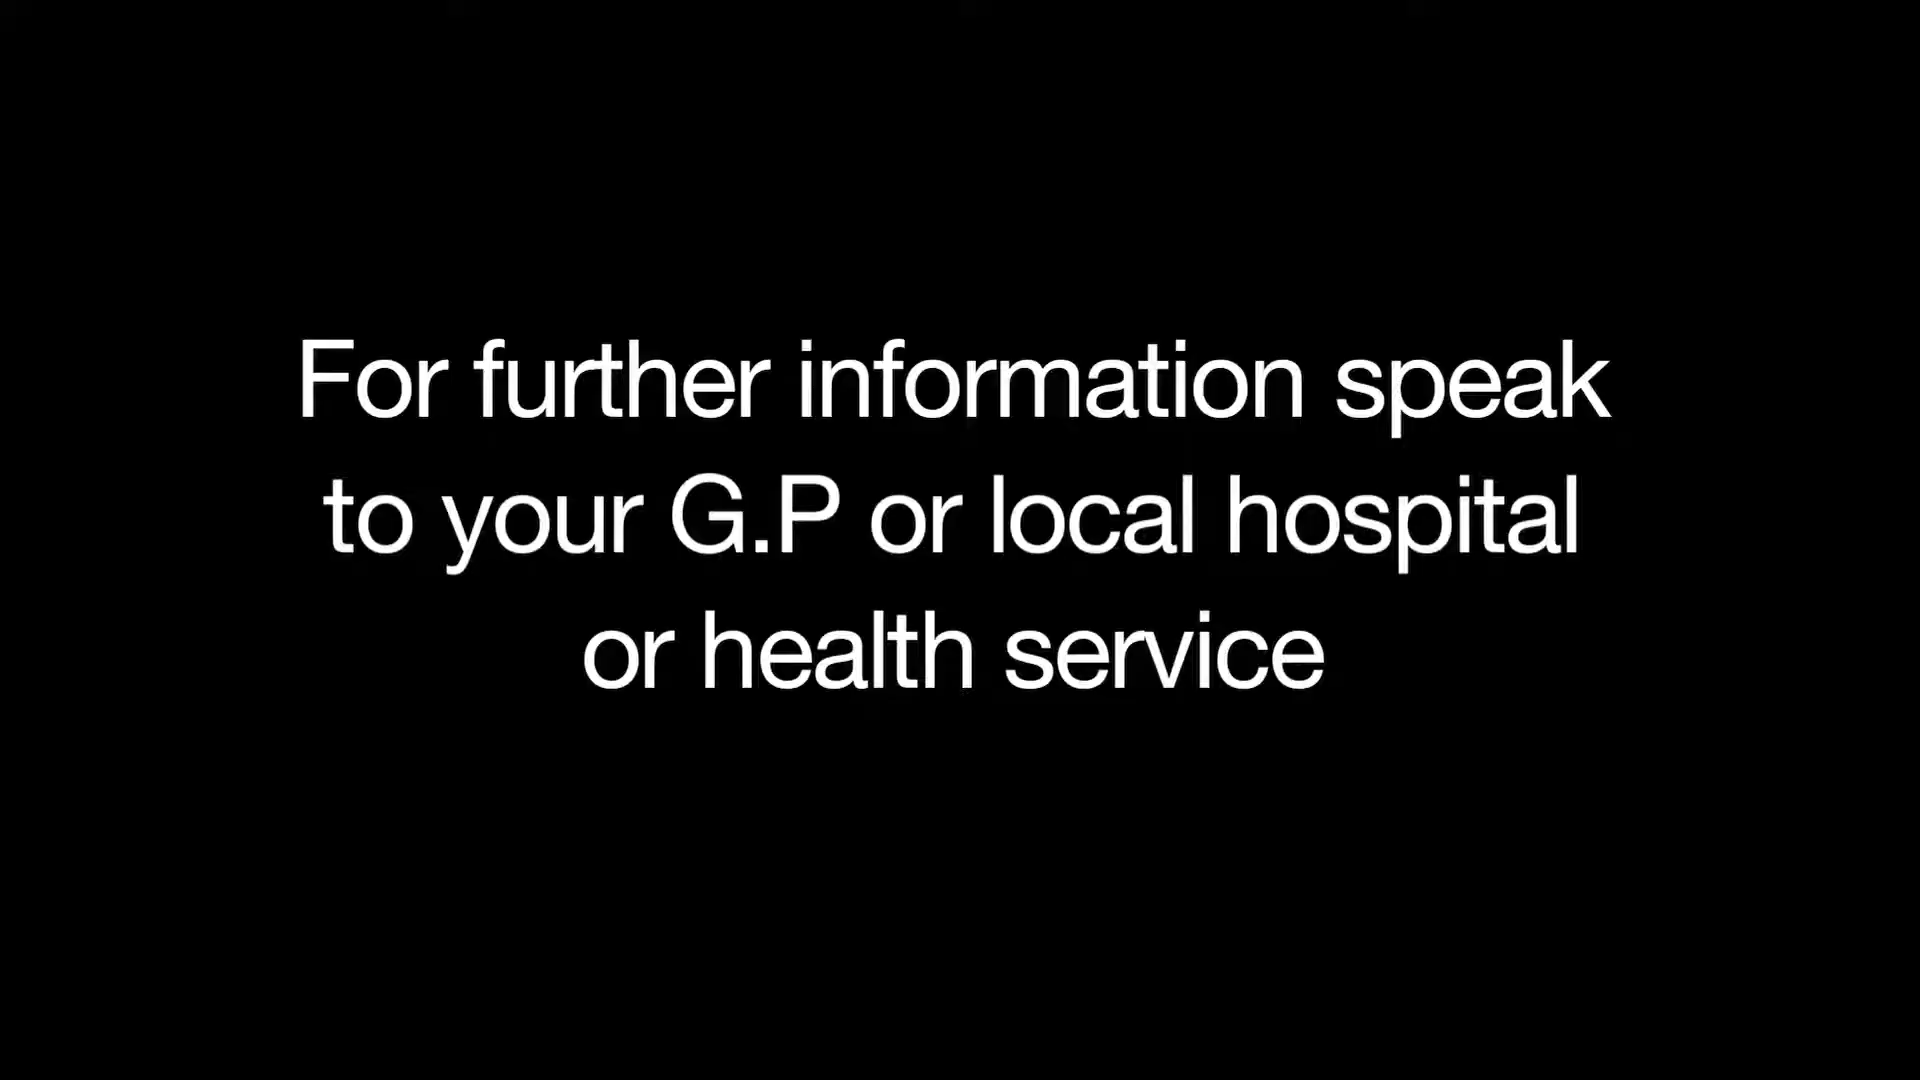 For further information speak
to your G.P or local hospital
or health service